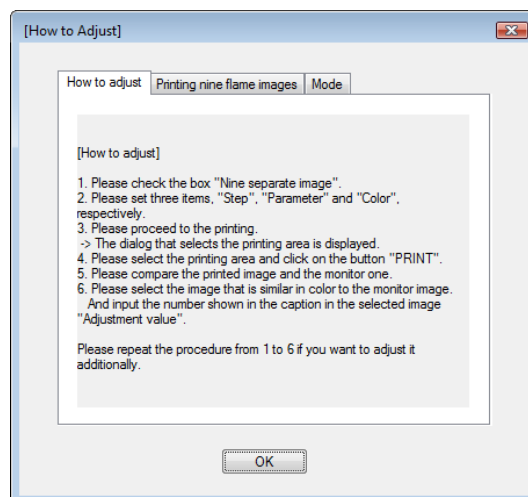 [How to Adjust]
How to adjust
Printing nine flame images
Mode
[How to adjust]
1. Please check the box "Nine separate image".
2. Please set three items, "Step", "Parameter" and "Color",
respectively.
3. Please proceed to the printing.
-> The dialog that selects the printing area is displayed.
4. Please select the printing area and click on the button "PRINT".
5. Please compare the printed image and the monitor one.
6. Please select the image that is similar in color to the monitor image.
And input the number shown in the caption in the selected image
"Adjustment value".
Please repeat the procedure from 1 to 6 if you want to adjust it
additionally.
OK